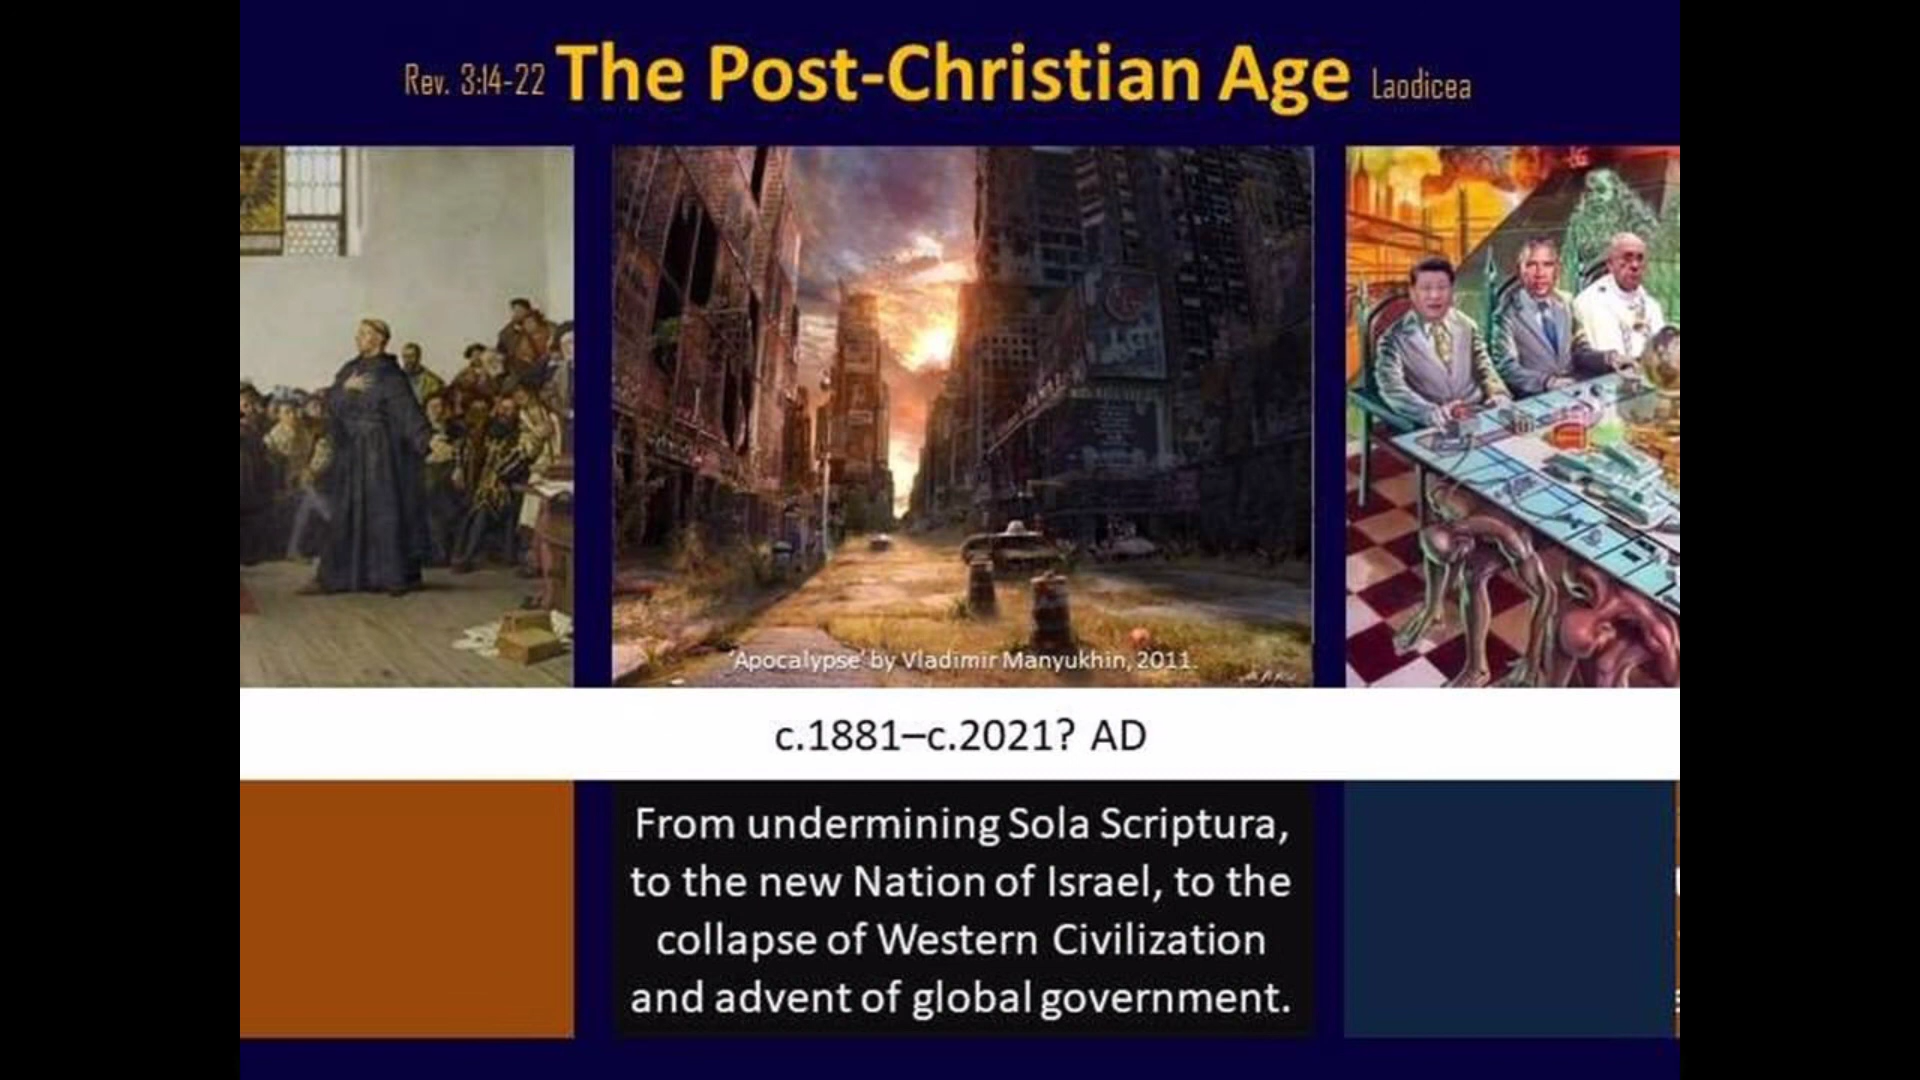 Rev. 3:14-22 The Post-Christian Age Laodicea
'Apocalypse' by Vladimir Manyukhin, 2011.
c.1881–c.2021? AD
From undermining Sola Scriptura,
to the new Nation of Israel, to the
collapse of Western Civilization
and advent of global government.